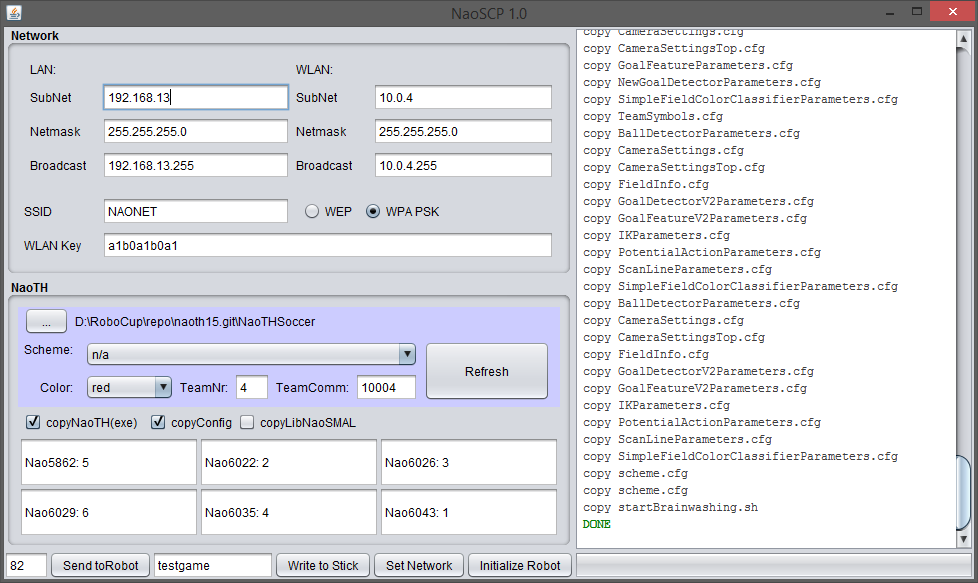 NaoSCP 1.0
Network
LAN:
WLAN:
SubNet
192.168.13
SubNet
10.0.4
Netmask
255.255.255.0
Netmask
255.255.255.0
Broadcast
192.168.13.255
Broadcast
10.0.4.255
SSID
NAONET
WEP
WPA PSK
WLAN Key
a1b0a1b0a1
NaoTH
...
D:\RoboCup\repo\naoth15.git\NaoTHSoccer
Scheme:
n/a
Refresh
Color:
red
TeamNr:
4
TeamComm:
10004
copyNaoTH(exe)
copyConfig
copyLibNaoSMAL
Nao5862: 5
Nao6022: 2
Nao6026: 3
Nao6029: 6
Nao6035: 4
Nao6043: 1
82
Send toRobot
testgame
Write to Stick
Set Network
Initialize Robot
copy CameraSettings.cfg
copy CameraSettingsTop.cfg
copy GoalFeatureParameters.cfg
copy NewGoalDetectorParameters.cfg
copy SimpleFieldColorClassifierParameters.cfg
copy TeamSymbols.cfg
copy BallDetectorParameters.cfg
copy CameraSettings.cfg
copy CameraSettingsTop.cfg
copy FieldInfo.cfg
copy GoalDetectorV2Parameters.cfg
copy GoalFeatureV2Parameters.cfg
copy IKParameters.cfg
copy PotentialActionParameters.cfg
copy ScanLineParameters.cfg
copy SimpleFieldColorClassifierParameters.cfg
copy BallDetectorParameters.cfg
copy CameraSettings.cfg
copy CameraSettingsTop.cfg
copy FieldInfo.cfg
copy GoalDetectorV2Parameters.cfg
copy GoalFeatureV2Parameters.cfg
copy IKParameters.cfg
copy PotentialActionParameters.cfg
copy ScanLineParameters.cfg
copy SimpleFieldColorClassifierParameters.cfg
copy scheme.cfg
copy scheme.cfg
copy startBrainwashing.sh
DONE